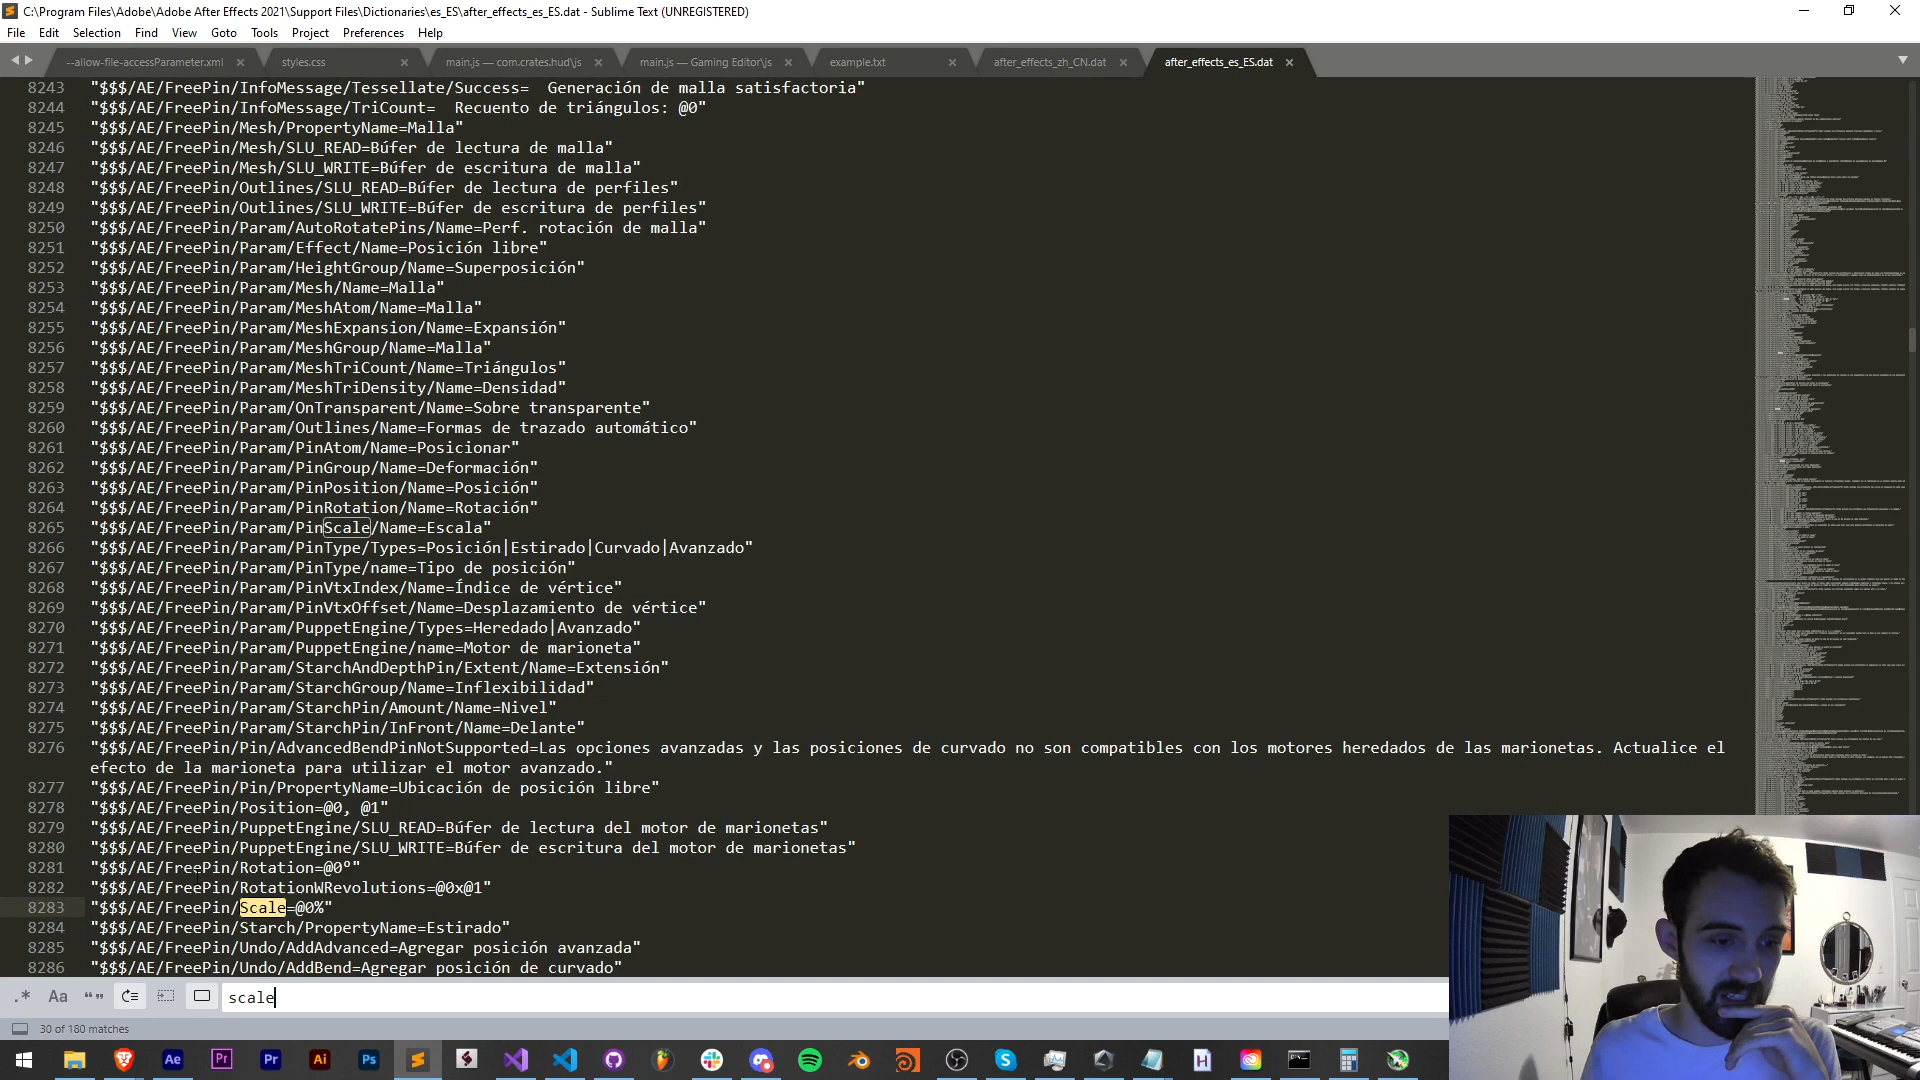 C:\Program Files\Adobe\Adobe After Effects 2021\Support Files\Dictionaries\es_ES\after_effects_es_ES.dat - Sublime Text (UNREGISTERED)
File Edit Selection Find View Goto Tools Project Preferences Help
--allow-file-accessParameter.xml styles.css main.js — com.crates.hud\js main.js — Gaming Editor\js example.txt after_effects_zh_CN.dat after_effects_es_ES.dat
8243 "$$$/AE/FreePin/InfoMessage/Tessellate/Success=  Generación de malla satisfactoria"
8244 "$$$/AE/FreePin/InfoMessage/TriCount=  Recuento de triángulos: @0"
8245 "$$$/AE/FreePin/Mesh/PropertyName=Malla"
8246 "$$$/AE/FreePin/Mesh/SLU_READ=Búfer de lectura de malla"
8247 "$$$/AE/FreePin/Mesh/SLU_WRITE=Búfer de escritura de malla"
8248 "$$$/AE/FreePin/Outlines/SLU_READ=Búfer de lectura de perfiles"
8249 "$$$/AE/FreePin/Outlines/SLU_WRITE=Búfer de escritura de perfiles"
8250 "$$$/AE/FreePin/Param/AutoRotatePins/Name=Perf. rotación de malla"
8251 "$$$/AE/FreePin/Param/Effect/Name=Posición libre"
8252 "$$$/AE/FreePin/Param/HeightGroup/Name=Superposición"
8253 "$$$/AE/FreePin/Param/Mesh/Name=Malla"
8254 "$$$/AE/FreePin/Param/MeshAtom/Name=Malla"
8255 "$$$/AE/FreePin/Param/MeshExpansion/Name=Expansión"
8256 "$$$/AE/FreePin/Param/MeshGroup/Name=Malla"
8257 "$$$/AE/FreePin/Param/MeshTriCount/Name=Triángulos"
8258 "$$$/AE/FreePin/Param/MeshTriDensity/Name=Densidad"
8259 "$$$/AE/FreePin/Param/OnTransparent/Name=Sobre transparente"
8260 "$$$/AE/FreePin/Param/Outlines/Name=Formas de trazado automático"
8261 "$$$/AE/FreePin/Param/PinAtom/Name=Posicionar"
8262 "$$$/AE/FreePin/Param/PinGroup/Name=Deformación"
8263 "$$$/AE/FreePin/Param/PinPosition/Name=Posición"
8264 "$$$/AE/FreePin/Param/PinRotation/Name=Rotación"
8265 "$$$/AE/FreePin/Param/PinScale/Name=Escala"
8266 "$$$/AE/FreePin/Param/PinType/Types=Posición|Estirado|Curvado|Avanzado"
8267 "$$$/AE/FreePin/Param/PinType/name=Tipo de posición"
8268 "$$$/AE/FreePin/Param/PinVtxIndex/Name=Índice de vértice"
8269 "$$$/AE/FreePin/Param/PinVtxOffset/Name=Desplazamiento de vértice"
8270 "$$$/AE/FreePin/Param/PuppetEngine/Types=Heredado|Avanzado"
8271 "$$$/AE/FreePin/Param/PuppetEngine/name=Motor de marioneta"
8272 "$$$/AE/FreePin/Param/StarchAndDepthPin/Extent/Name=Extensión"
8273 "$$$/AE/FreePin/Param/StarchGroup/Name=Inflexibilidad"
8274 "$$$/AE/FreePin/Param/StarchPin/Amount/Name=Nivel"
8275 "$$$/AE/FreePin/Param/StarchPin/InFront/Name=Delante"
8276 "$$$/AE/FreePin/Pin/AdvancedBendPinNotSupported=Las opciones avanzadas y las posiciones de curvado no son compatibles con los motores heredados de las marionetas. Actualice el
efecto de la marioneta para utilizar el motor avanzado."
8277 "$$$/AE/FreePin/Pin/PropertyName=Ubicación de posición libre"
8278 "$$$/AE/FreePin/Position=@0, @1"
8279 "$$$/AE/FreePin/PuppetEngine/SLU_READ=Búfer de lectura del motor de marionetas"
8280 "$$$/AE/FreePin/PuppetEngine/SLU_WRITE=Búfer de escritura del motor de marionetas"
8281 "$$$/AE/FreePin/Rotation=@0º"
8282 "$$$/AE/FreePin/RotationWRevolutions=@0x@1"
8283 "$$$/AE/FreePin/Scale=@0%"
8284 "$$$/AE/FreePin/Starch/PropertyName=Estirado"
8285 "$$$/AE/FreePin/Undo/AddAdvanced=Agregar posición avanzada"
8286 "$$$/AE/FreePin/Undo/AddBend=Agregar posición de curvado"
.* Aa “” scale
30 of 180 matches
Ae Pr Pr Ai Ps S H